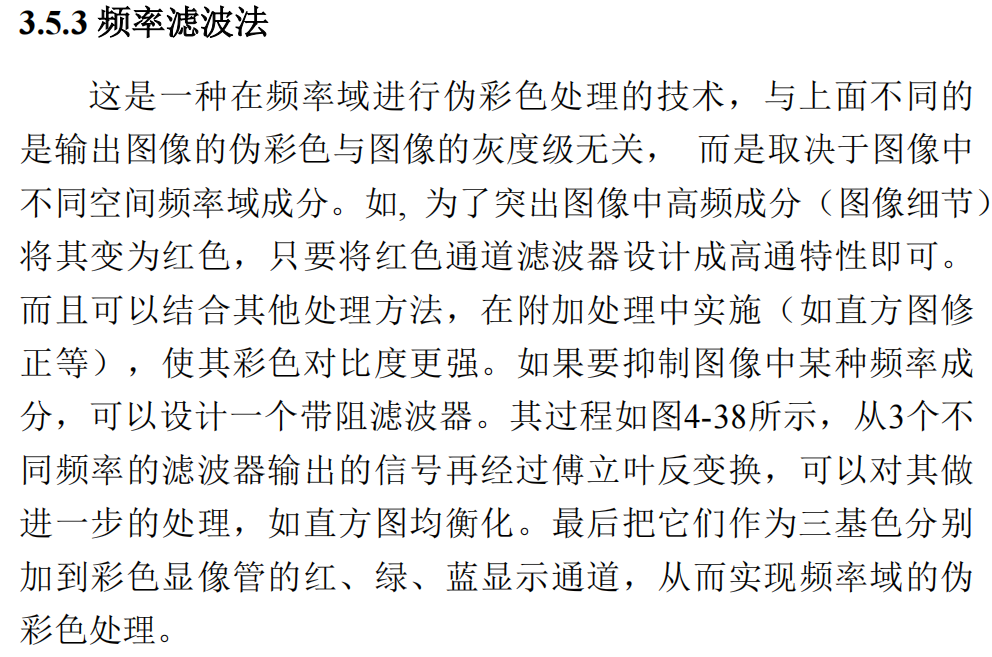 3.5.3 频率滤波法
这是一种在频率域进行伪彩色处理的技术，与上面不同的
是输出图像的伪彩色与图像的灰度级无关， 而是取决于图像中
不同空间频率域成分。如, 为了突出图像中高频成分（图像细节）
将其变为红色，只要将红色通道滤波器设计成高通特性即可。
而且可以结合其他处理方法，在附加处理中实施（如直方图修
正等），使其彩色对比度更强。如果要抑制图像中某种频率成
分，可以设计一个带阻滤波器。其过程如图4-38所示，从3个不
同频率的滤波器输出的信号再经过傅立叶反变换，可以对其做
进一步的处理，如直方图均衡化。最后把它们作为三基色分别
加到彩色显像管的红、绿、蓝显示通道，从而实现频率域的伪
彩色处理。